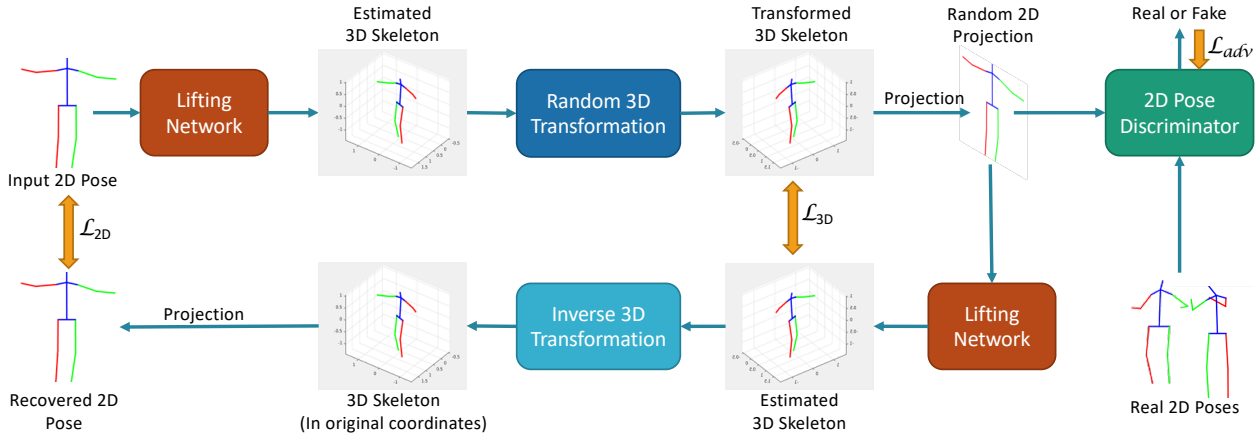 Estimated
3D Skeleton
Transformed
3D Skeleton
Random 2D
Projection
Real or Fake
ℒadv
Lifting
Network
Random 3D
Transformation
Projection
2D Pose
Discriminator
Input 2D Pose
ℒ2D
ℒ3D
Projection
Inverse 3D
Transformation
Lifting
Network
Recovered 2D
Pose
3D Skeleton
(In original coordinates)
Estimated
3D Skeleton
Real 2D Poses